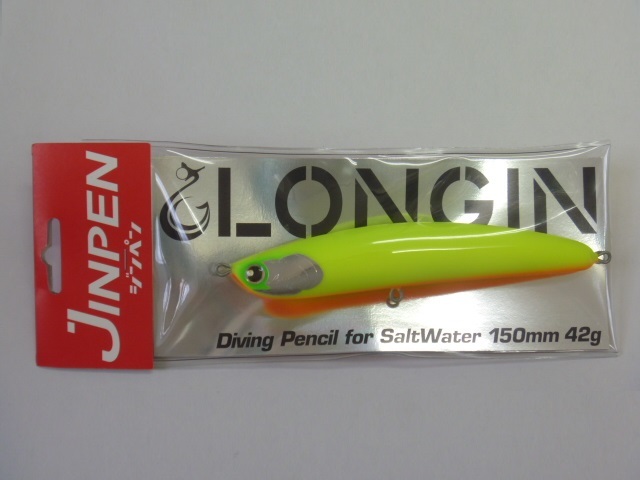 JINPEN
ジンペン
LONGIN
Diving Pencil for SaltWater 150mm 42g